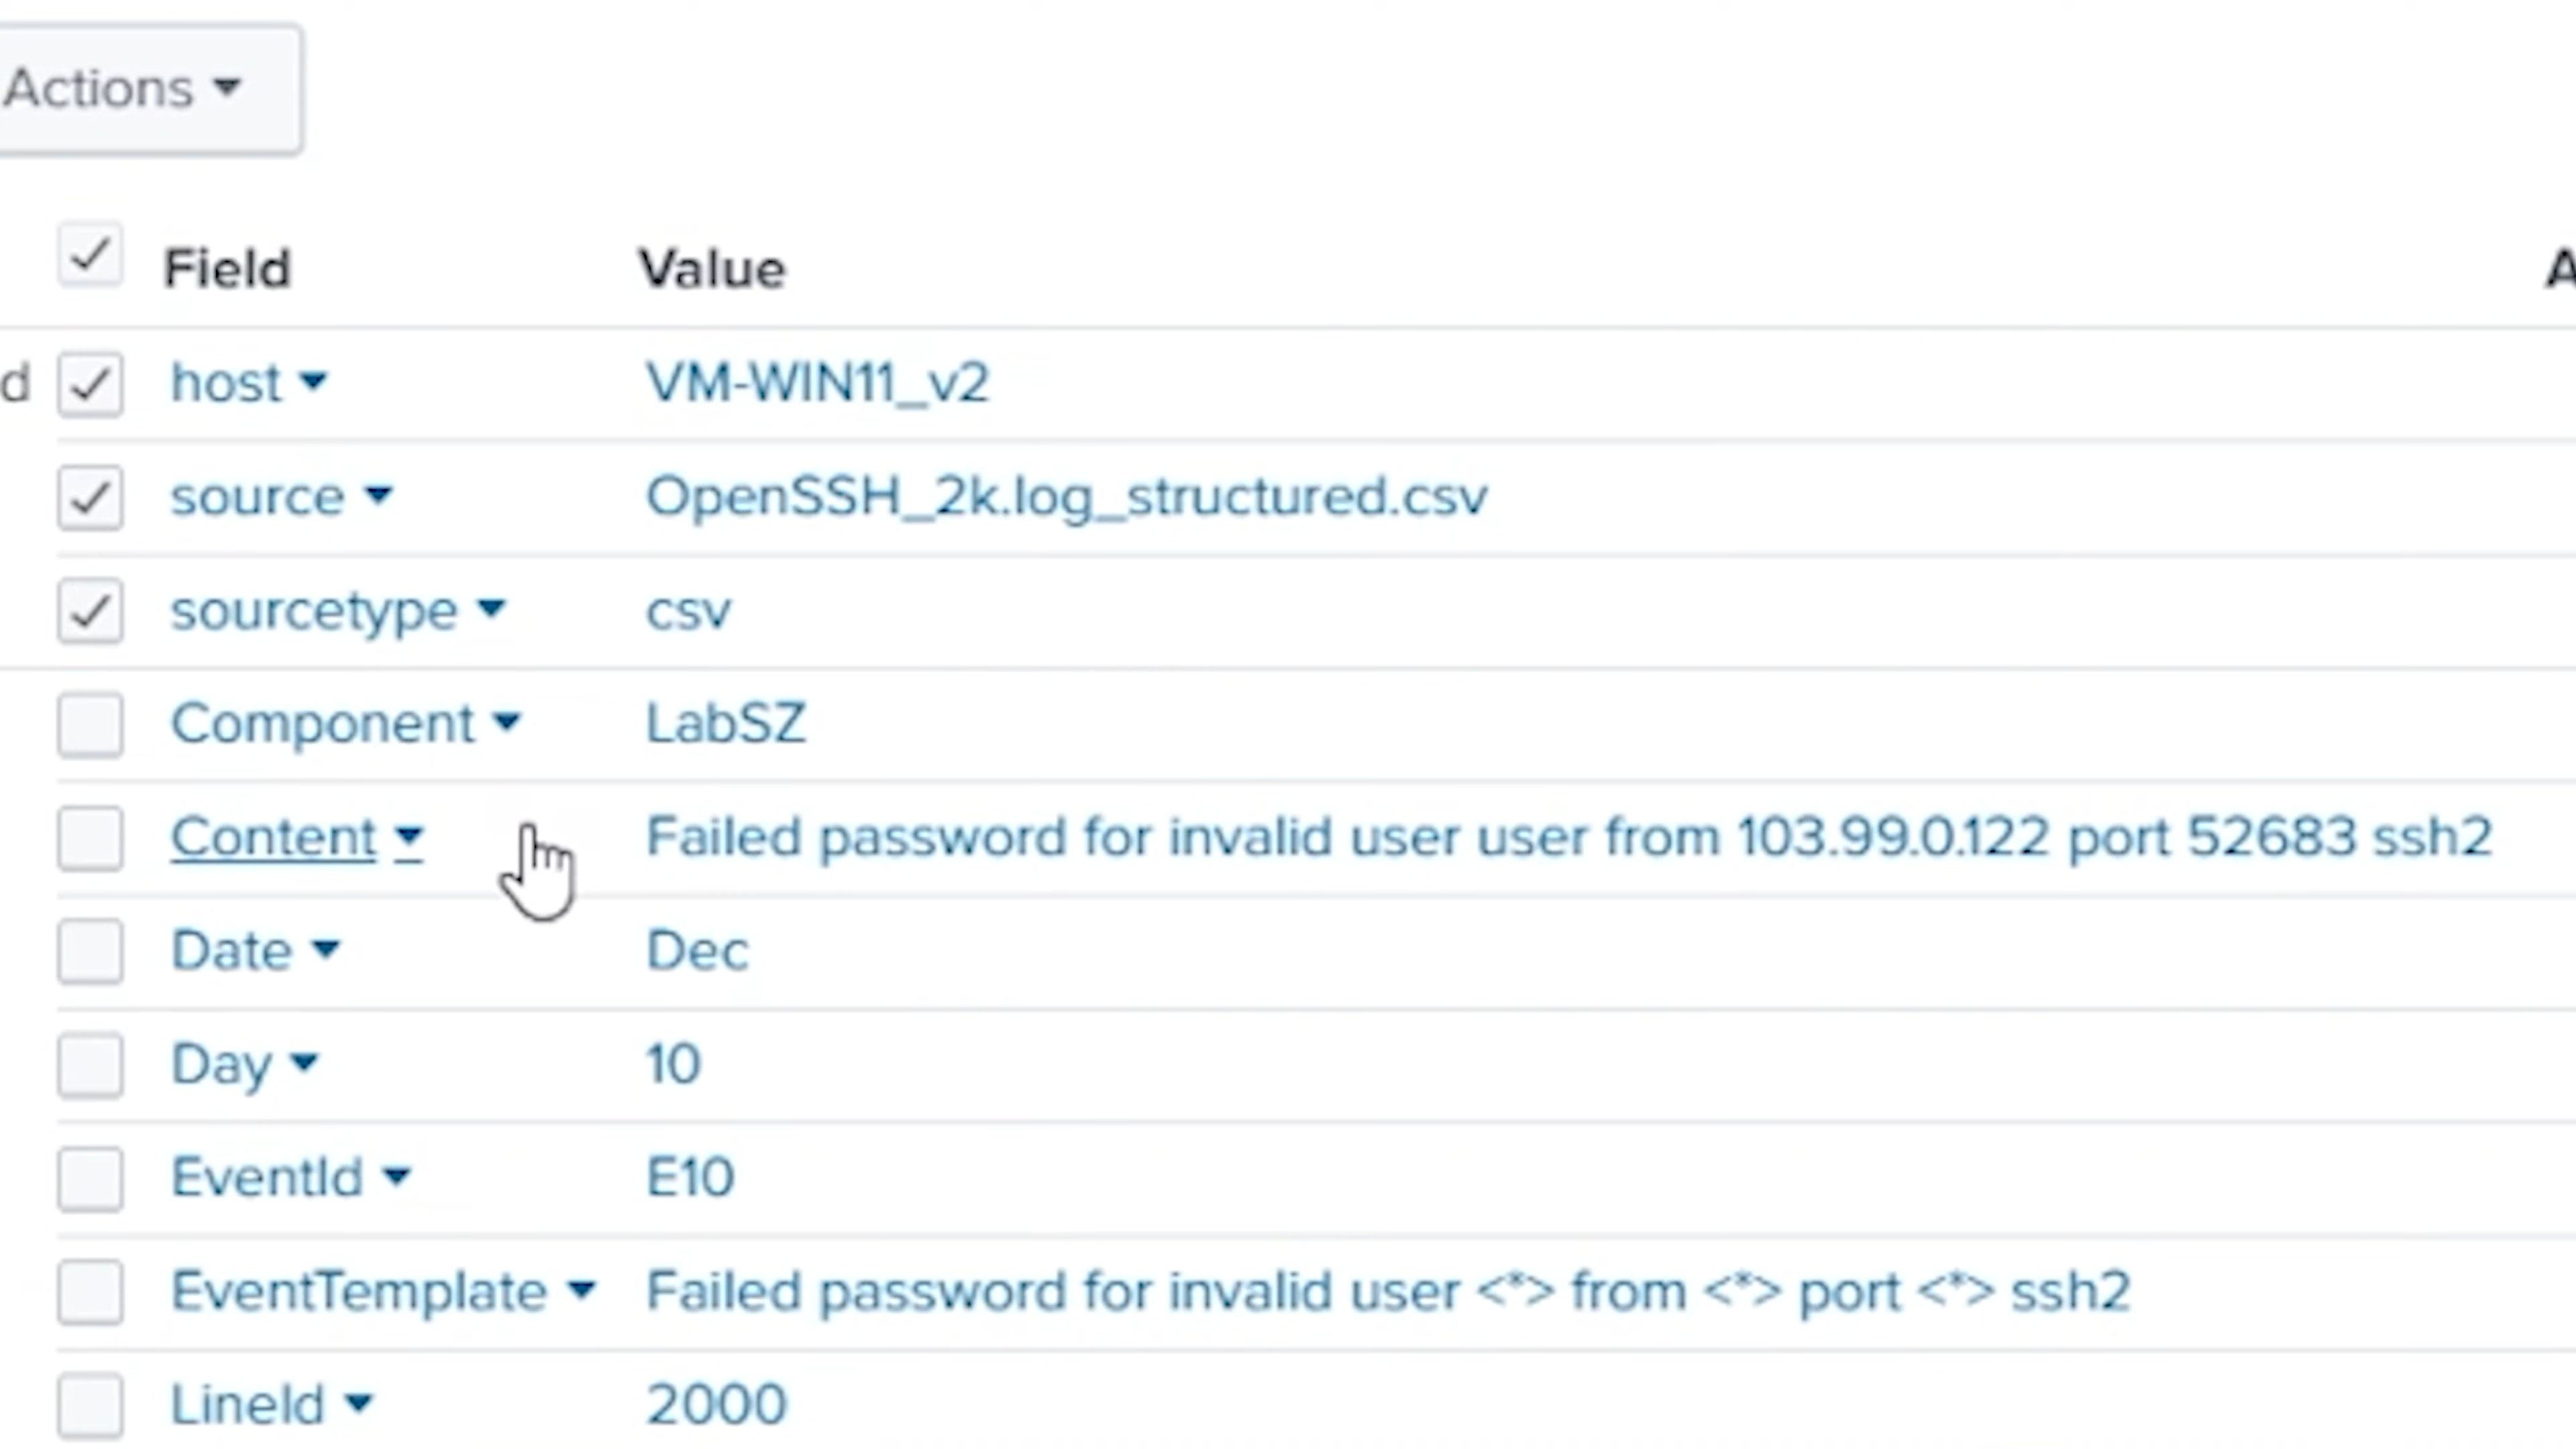 Actions
Field Value A
d host VM-WIN11_v2
source OpenSSH_2k.log_structured.csv
sourcetype csv
Component LabSZ
Content Failed password for invalid user user from 103.99.0.122 port 52683 ssh2
Date Dec
Day 10
EventId E10
EventTemplate Failed password for invalid user <*> from <*> port <*> ssh2
LineId 2000